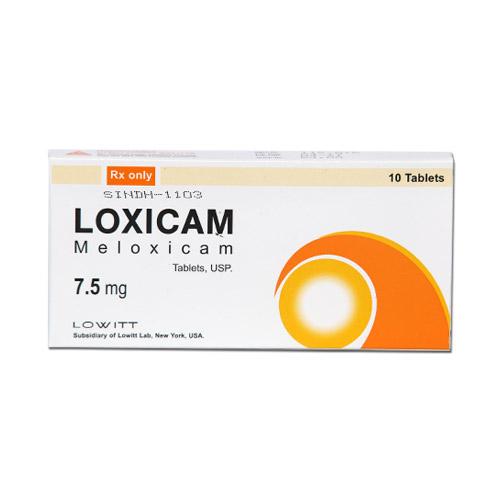 Rx only
10 Tablets
SINDH-1103
LOXICAM
Meloxicam
Tablets, USP.
7.5 mg
LOWITT
Subsidiary of Lowitt Lab, New York, USA.